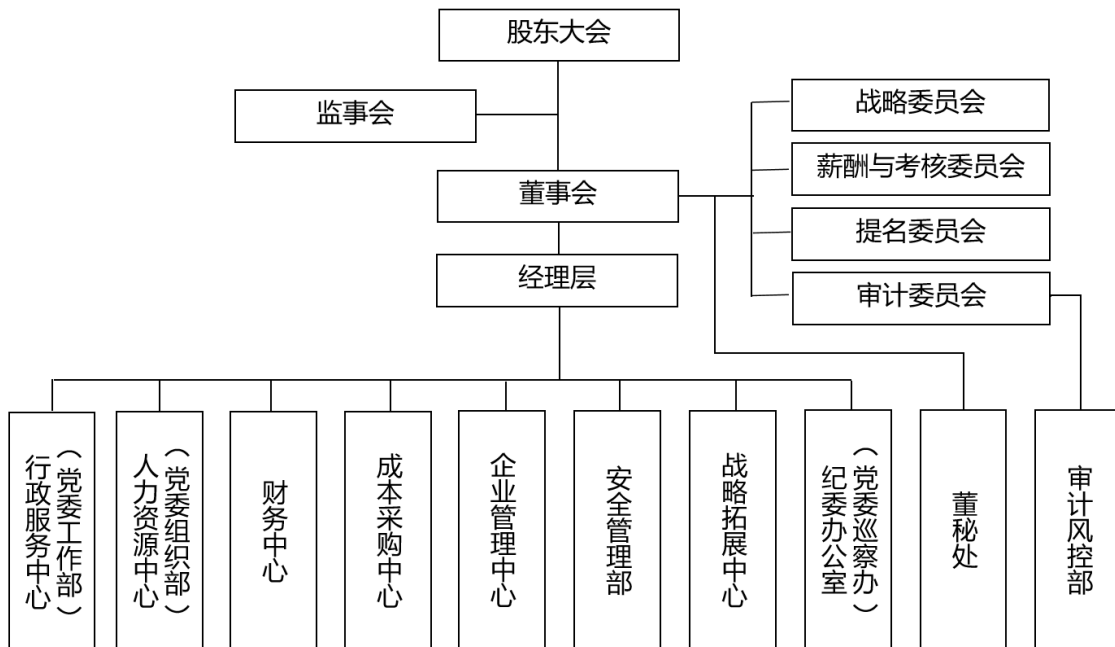 股东大会
监事会
战略委员会
薪酬与考核委员会
董事会
提名委员会
经理层
审计委员会
行政服务中心
（党委工作部）
人力资源中心
（党委组织部）
财务中心
成本采购中心
企业管理中心
安全管理部
战略拓展中心
纪委办公室
（党委巡察办）
董秘处
审计风控部